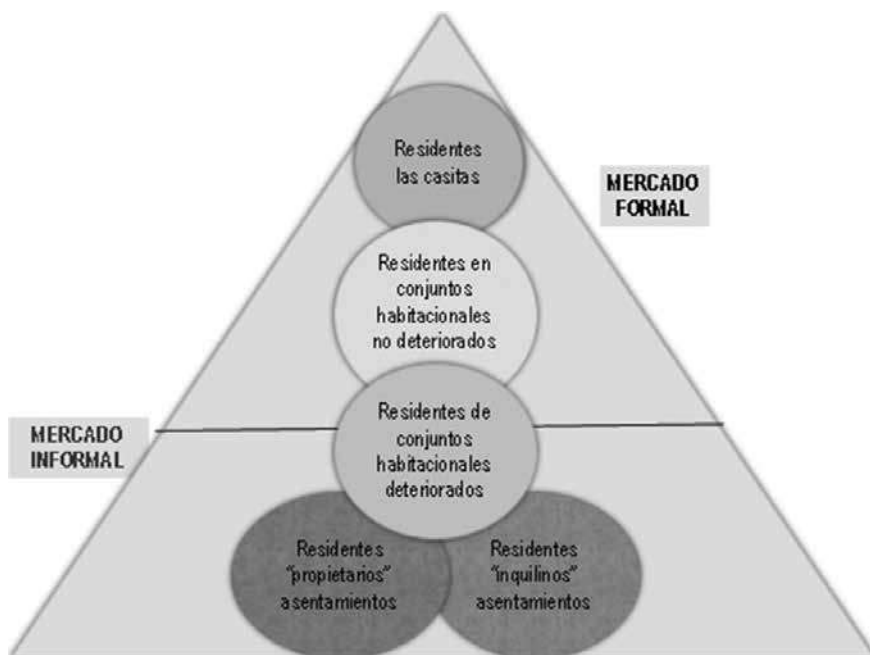 Residentes
las casitas
MERCADO
FORMAL
Residentes en
conjuntos
habitacionales
no deteriorados
Residentes de
conjuntos
habitacionales
deteriorados
MERCADO
INFORMAL
Residentes
"propietarios"
asentamientos
Residentes
"inquilinos"
asentamientos